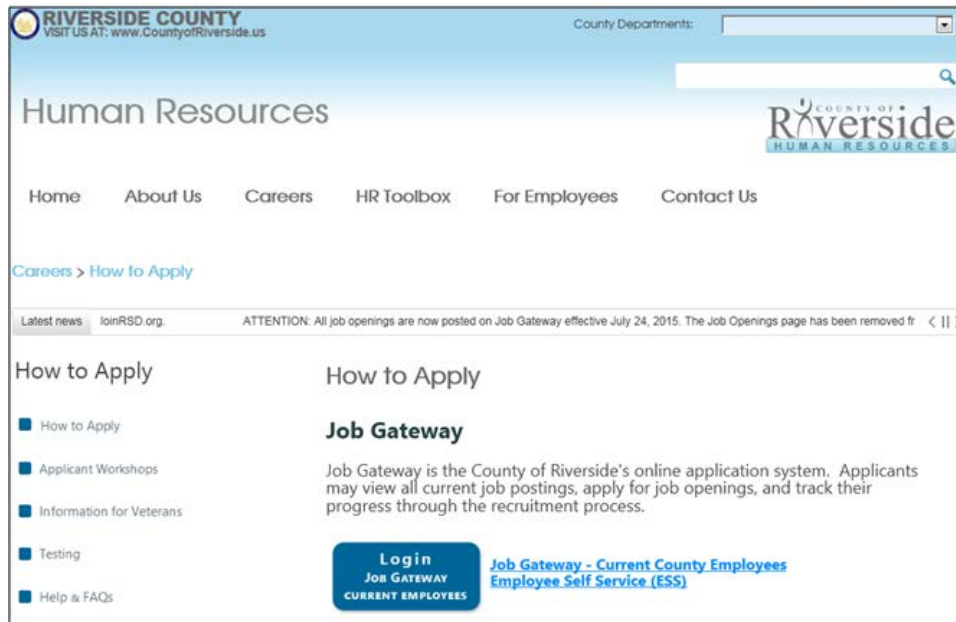 RIVERSIDE COUNTY
VISIT US AT: www.CountyofRiverside.us
County Departments:
Human Resources
COUNTY OF
Riverside
HUMAN RESOURCES
Home About Us Careers HR Toolbox For Employees Contact Us
Careers > How to Apply
Latest news JoinRSD.org. ATTENTION: All job openings are now posted on Job Gateway effective July 24, 2015. The Job Openings page has been removed fr
How to Apply
How to Apply
Applicant Workshops
Information for Veterans
Testing
Help & FAQs
How to Apply
Job Gateway
Job Gateway is the County of Riverside's online application system. Applicants
may view all current job postings, apply for job openings, and track their
progress through the recruitment process.
Login
JOB GATEWAY
CURRENT EMPLOYEES
Job Gateway - Current County Employees
Employee Self Service (ESS)